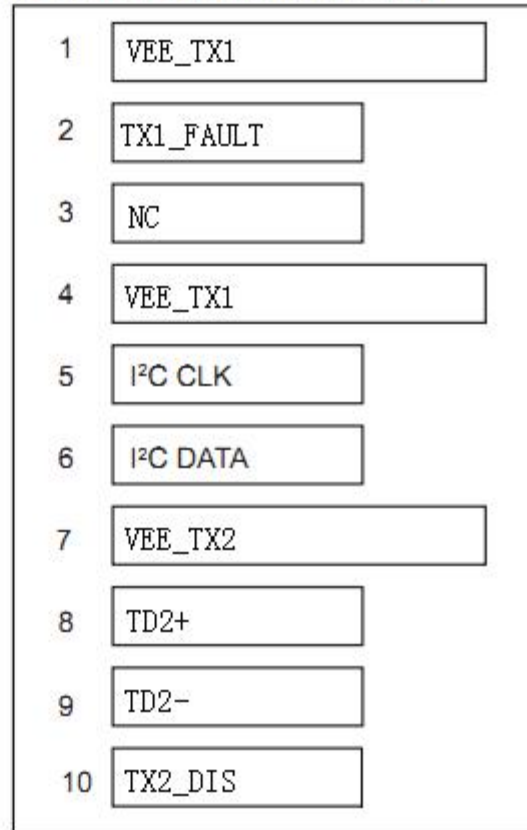 1 VEE_TX1
2 TX1_FAULT
3 NC
4 VEE_TX1
5 I²C CLK
6 I²C DATA
7 VEE_TX2
8 TD2+
9 TD2-
10 TX2_DIS